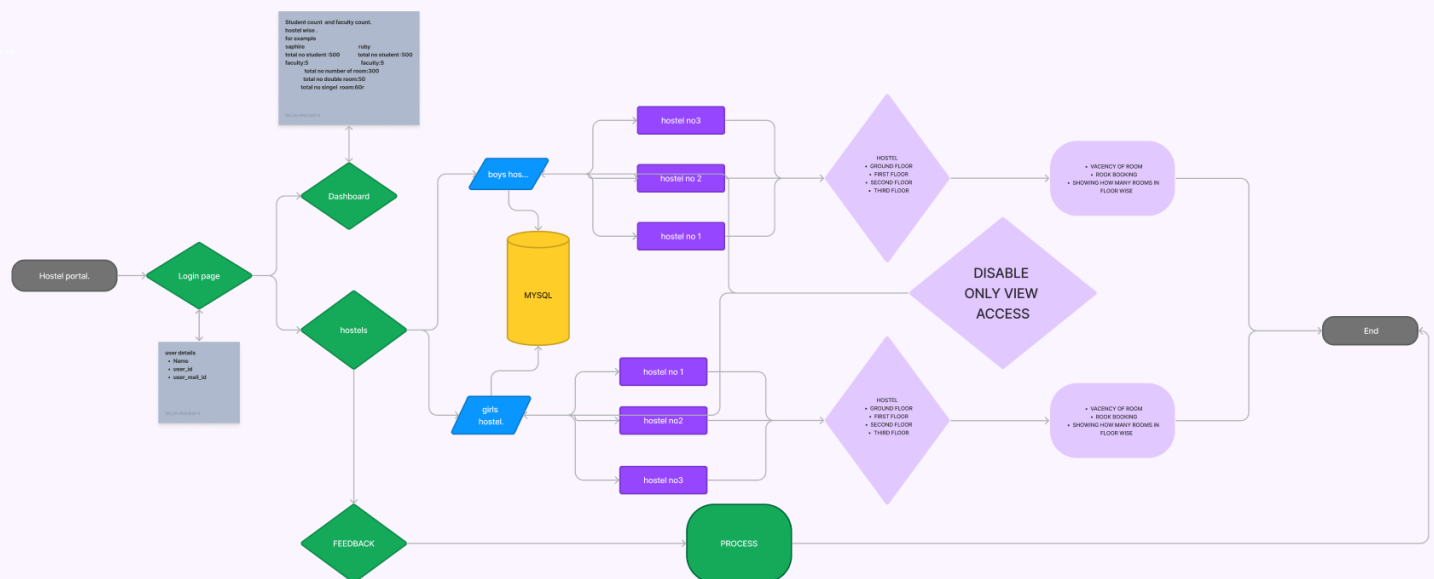 Student count and faculty count.
hostel wise .
for example
saphire ruby
total no student :500 total no student :500
faculty:5 faculty:5
total no number of room:300
total no double room:50
total no singel room:60r
Dashboard
Hostel portal.
Login page
user details
• Name
• user_id
• user_mail_id
hostels
boys hos...
MYSQL
girls
hostel.
hostel no3
hostel no 2
hostel no 1
HOSTEL
• GROUND FLOOR
• FIRST FLOOR
• SECOND FLOOR
• THIRD FLOOR
• VACENCY OF ROOM
• ROOK BOOKING
• SHOWING HOW MANY ROOMS IN
FLOOR WISE
DISABLE
ONLY VIEW
ACCESS
End
hostel no 1
hostel no2
hostel no3
HOSTEL
• GROUND FLOOR
• FIRST FLOOR
• SECOND FLOOR
• THIRD FLOOR
• VACENCY OF ROOM
• ROOK BOOKING
• SHOWING HOW MANY ROOMS IN
FLOOR WISE
FEEDBACK
PROCESS